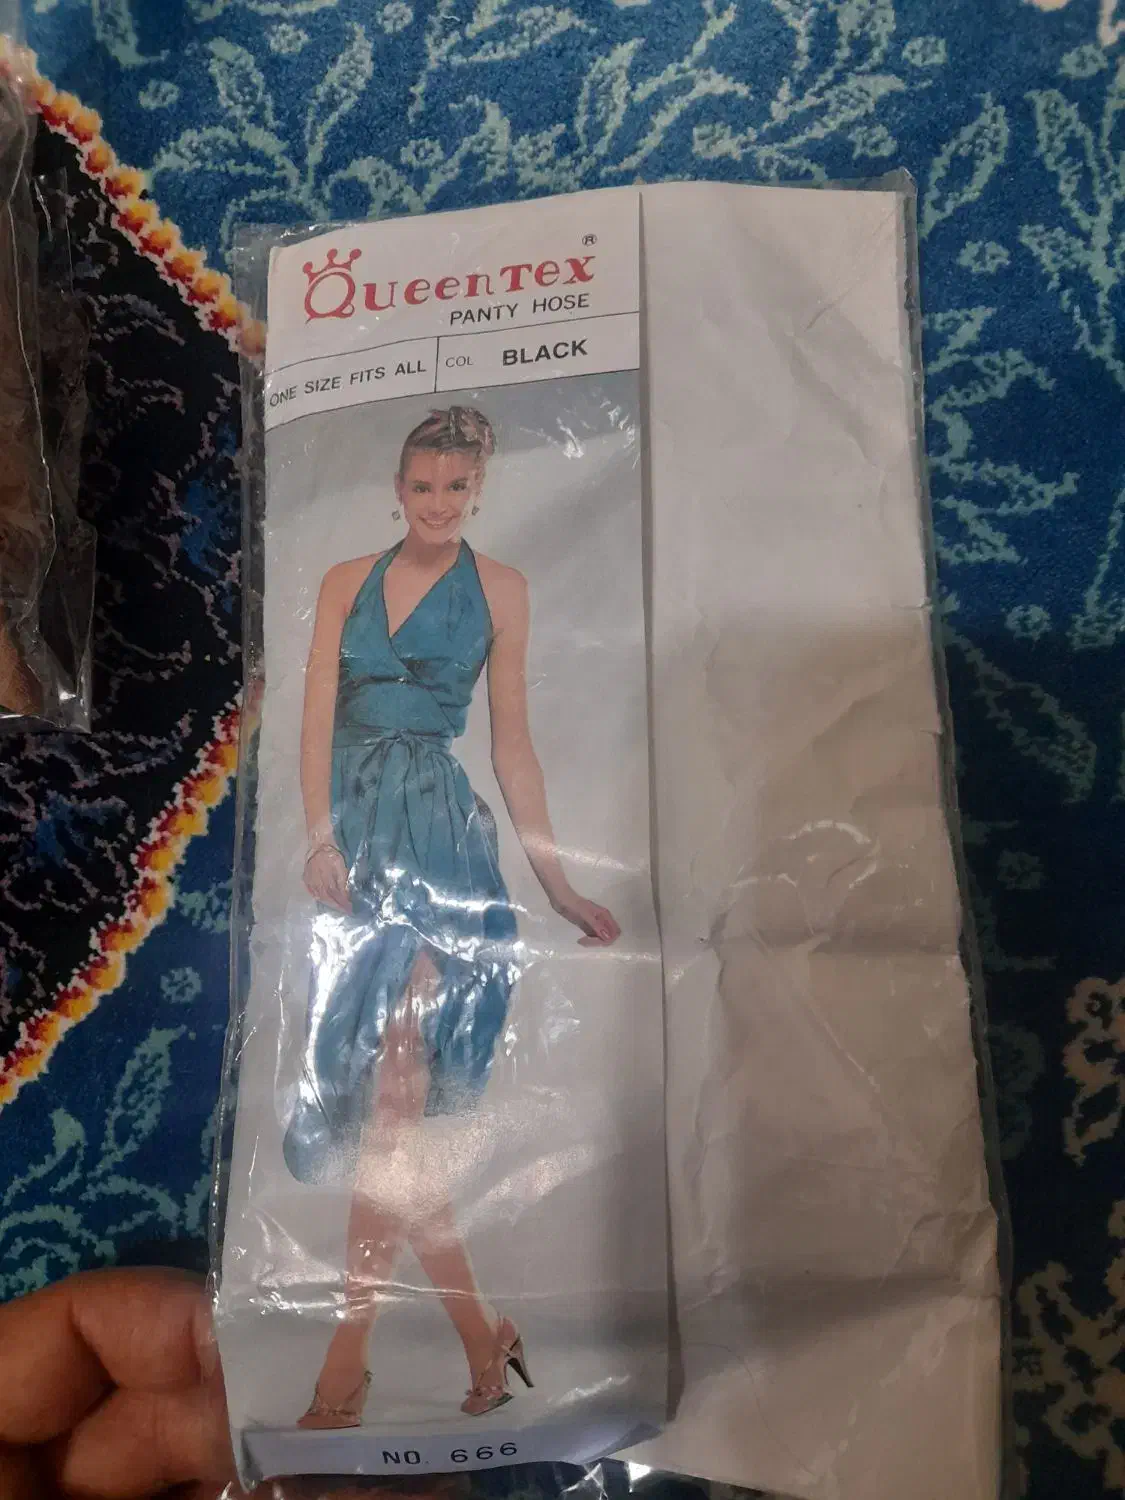 QueenTex ®
PANTY HOSE
ONE SIZE FITS ALL COL BLACK
NO. 666